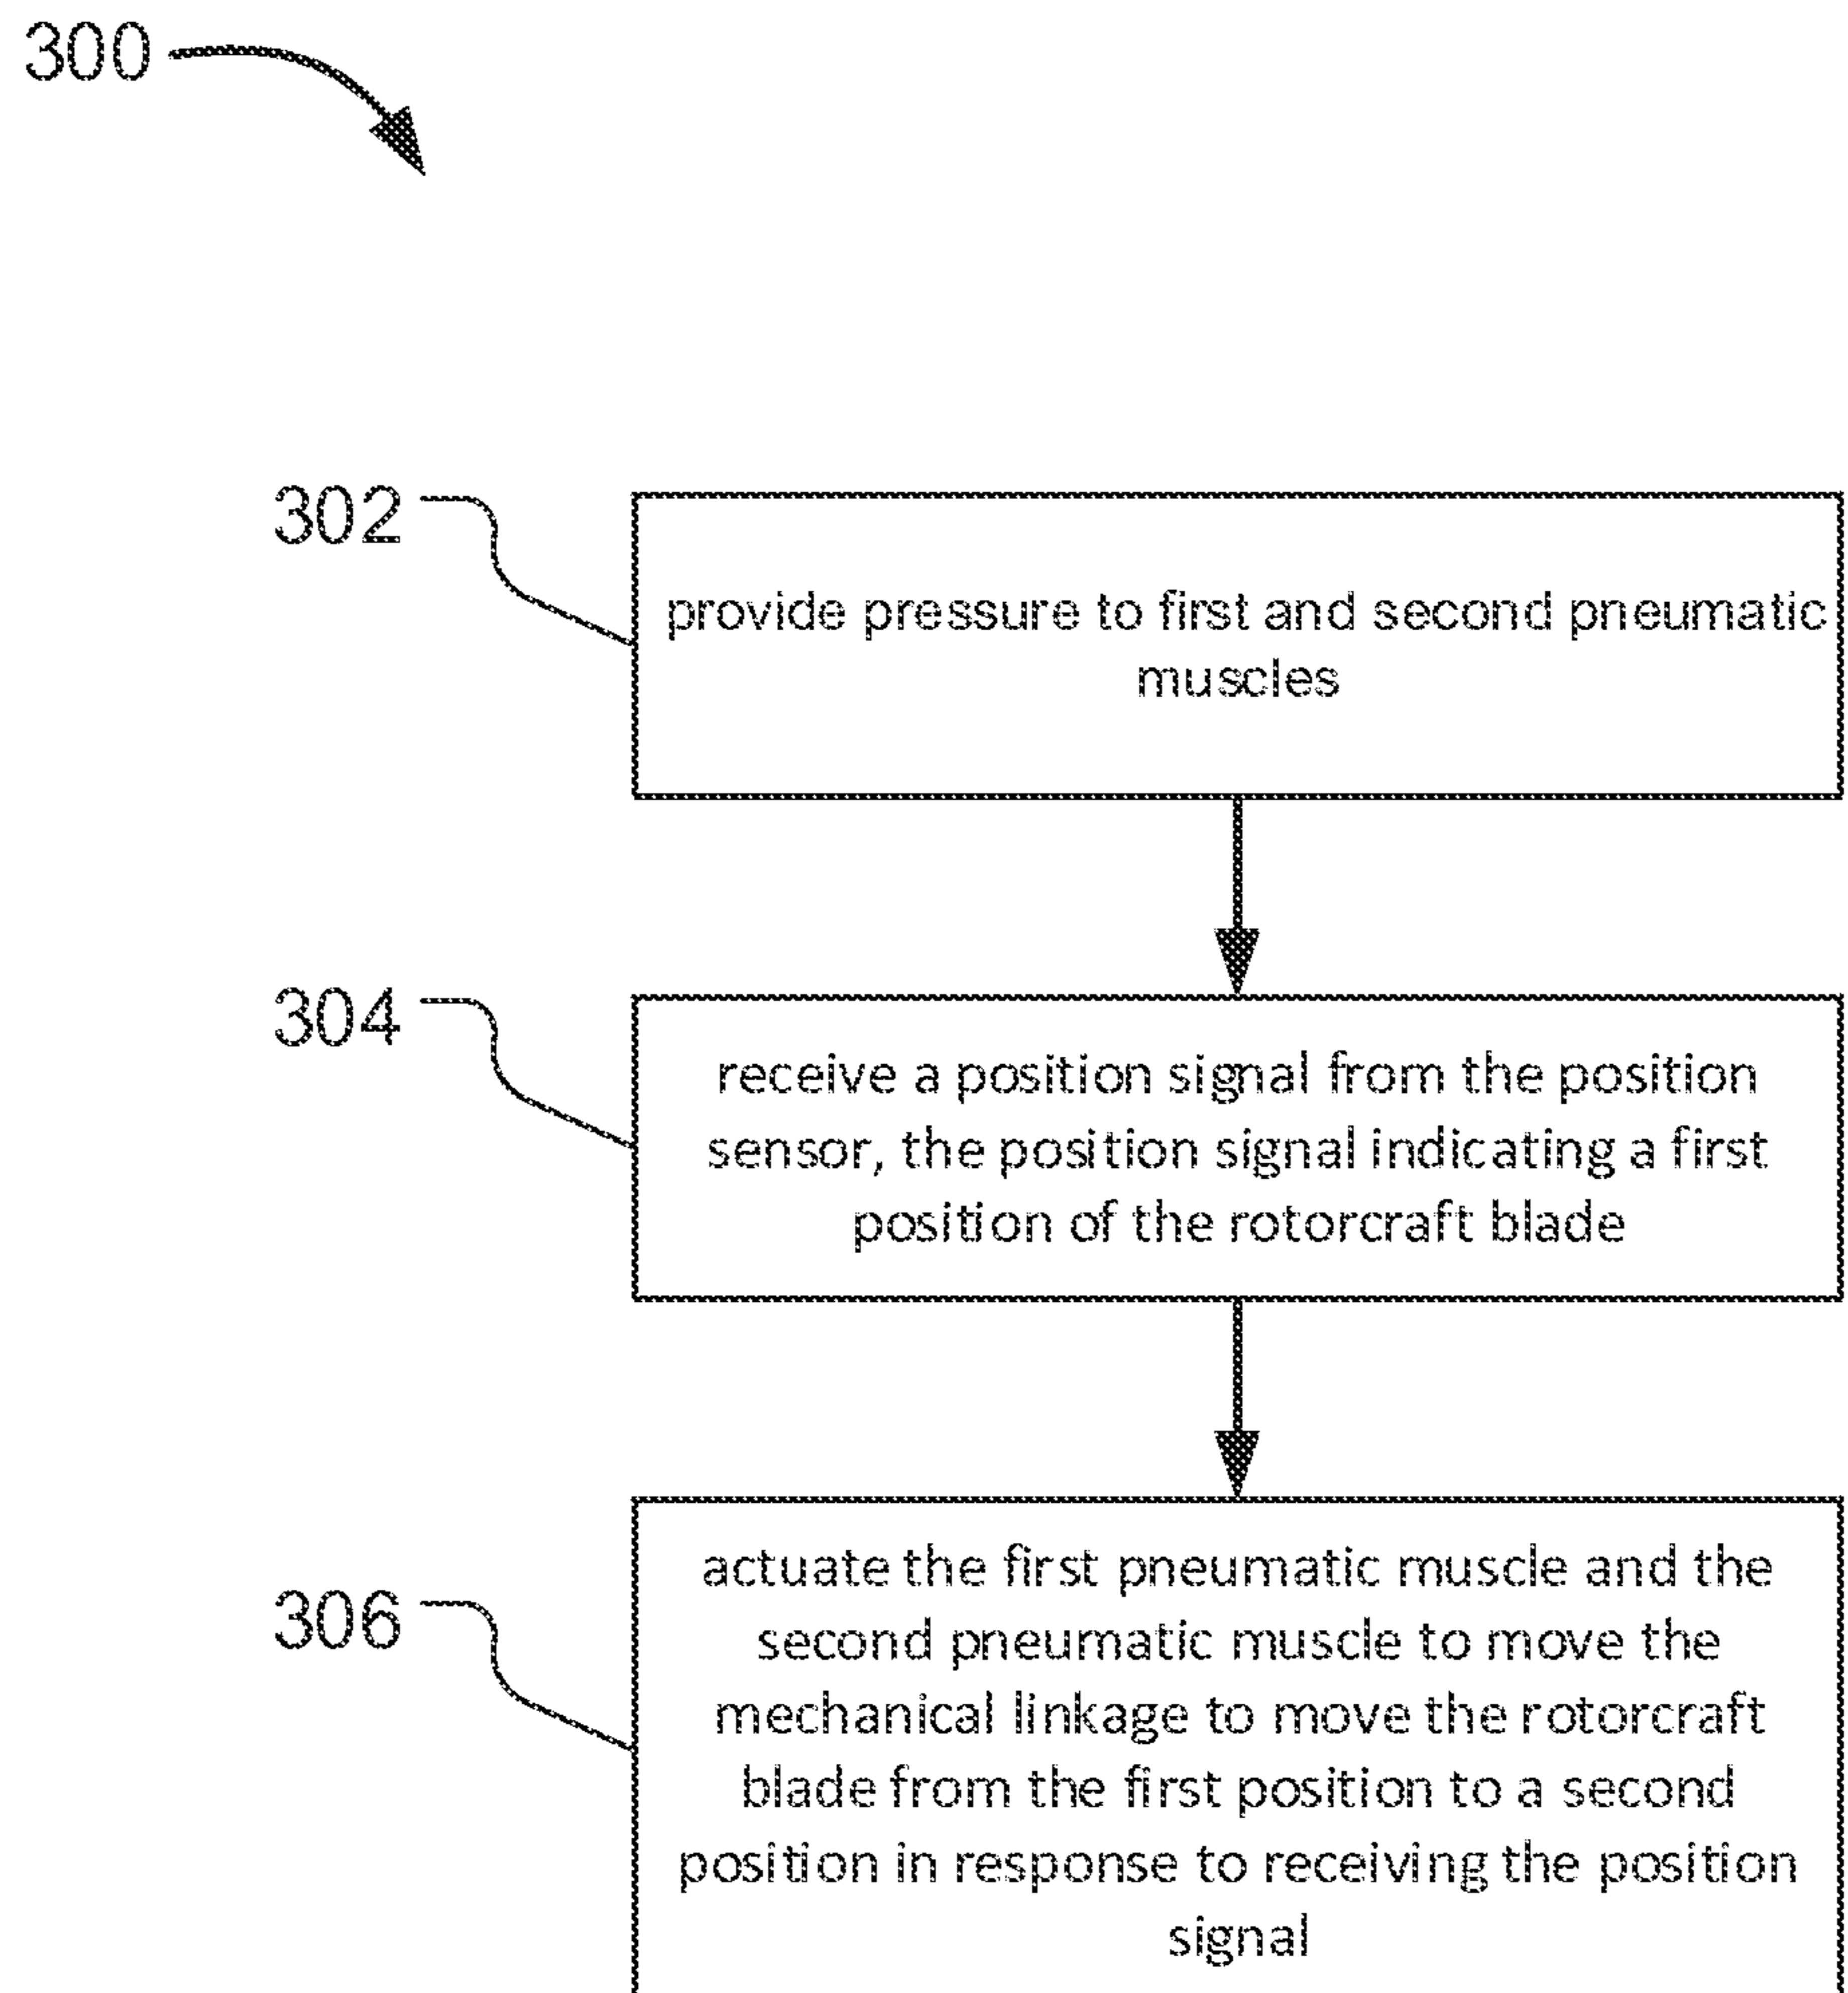 300
302
provide pressure to first and second pneumatic
muscles
304
receive a position signal from the position
sensor, the position signal indicating a first
position of the rotorcraft blade
306
actuate the first pneumatic muscle and the
second pneumatic muscle to move the
mechanical linkage to move the rotorcraft
blade from the first position to a second
position in response to receiving the position
signal